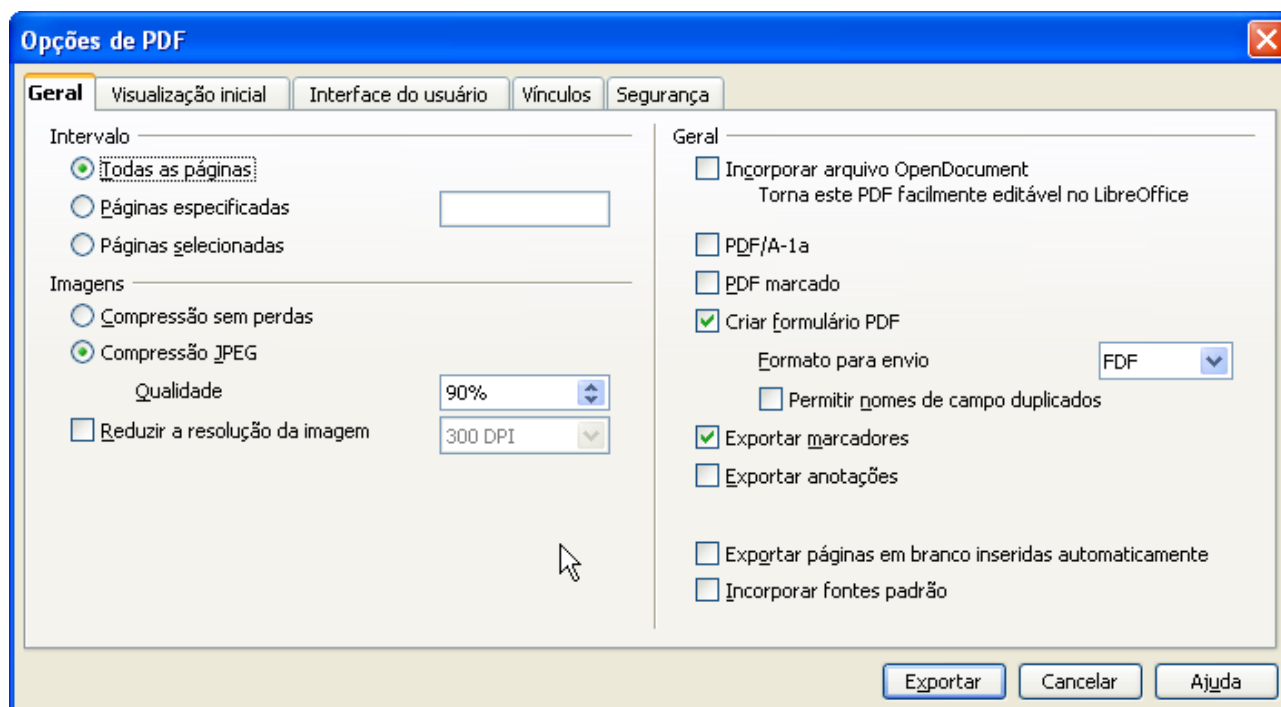 Opções de PDF
Geral
Visualização inicial
Interface do usuário
Vínculos
Segurança
Intervalo
Todas as páginas
Páginas especificadas
Páginas selecionadas
Imagens
Compressão sem perdas
Compressão JPEG
Qualidade
90%
Reduzir a resolução da imagem
300 DPI
Geral
Incorporar arquivo OpenDocument
Torna este PDF facilmente editável no LibreOffice
PDF/A-1a
PDF marcado
Criar formulário PDF
Formato para envio
FDF
Permitir nomes de campo duplicados
Exportar marcadores
Exportar anotações
Exportar páginas em branco inseridas automaticamente
Incorporar fontes padrão
Exportar
Cancelar
Ajuda